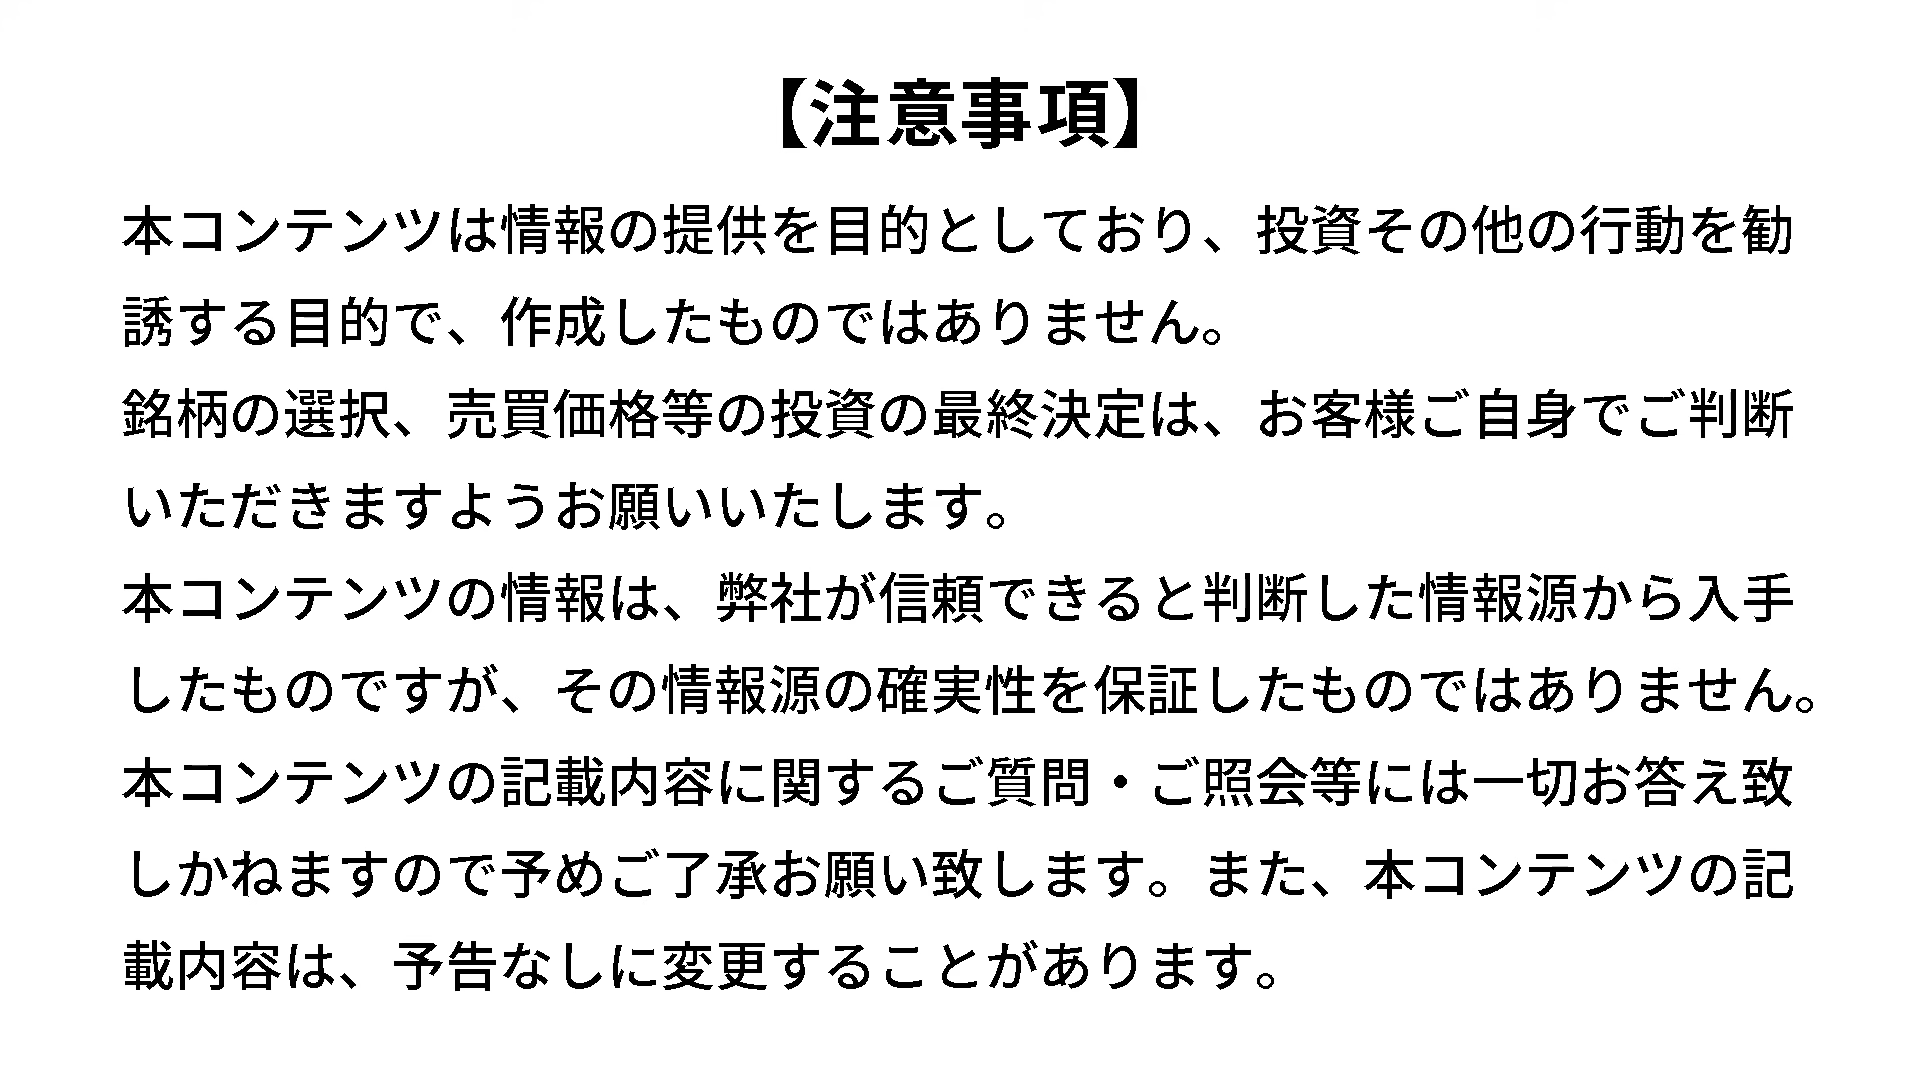 【注意事項】
本コンテンツは情報の提供を目的としており、投資その他の行動を勧
誘する目的で、作成したものではありません。
銘柄の選択、売買価格等の投資の最終決定は、お客様ご自身でご判断
いただきますようお願いいたします。
本コンテンツの情報は、弊社が信頼できると判断した情報源から入手
したものですが、その情報源の確実性を保証したものではありません。
本コンテンツの記載内容に関するご質問・ご照会等には一切お答え致
しかねますので予めご了承お願い致します。また、本コンテンツの記
載内容は、予告なしに変更することがあります。